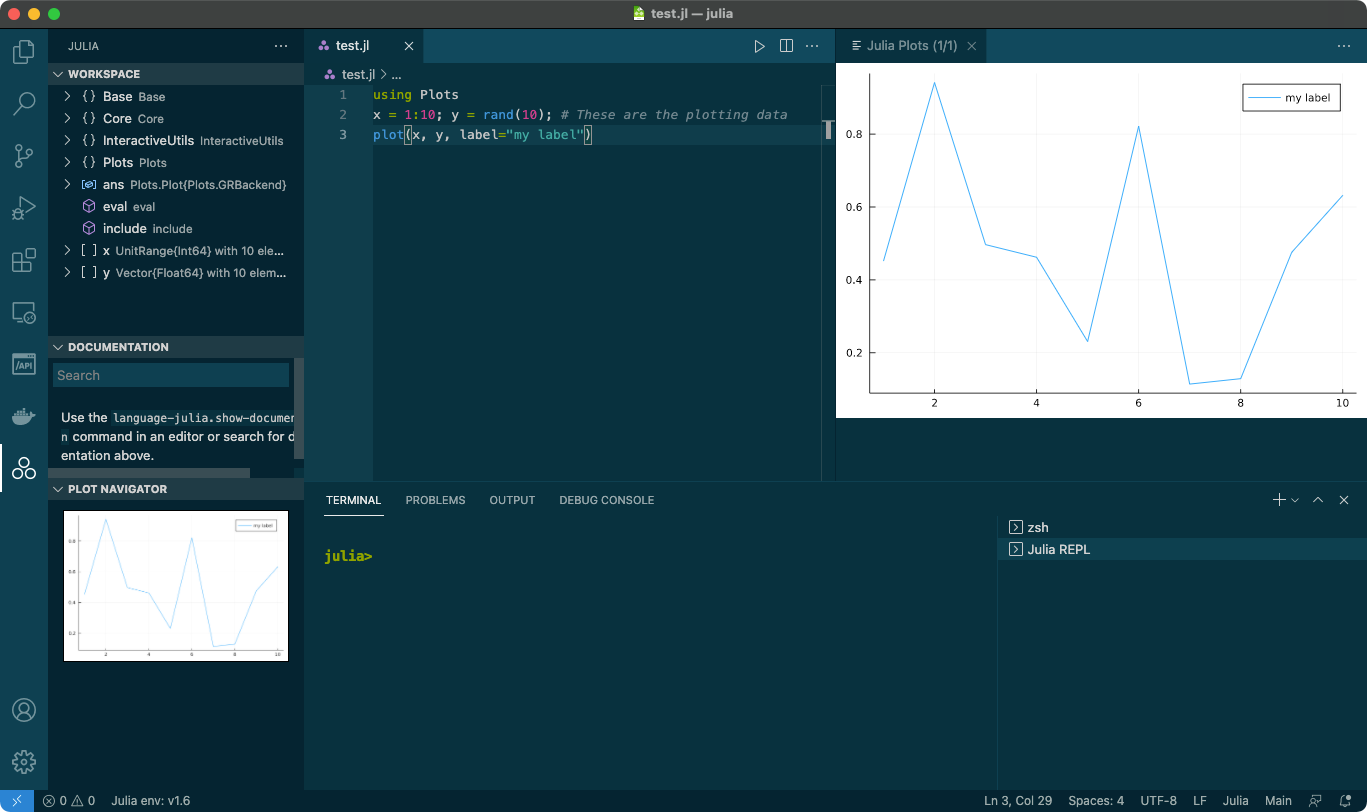 test.jl — julia
JULIA
WORKSPACE
{} Base Base
{} Core Core
{} InteractiveUtils InteractiveUtils
{} Plots Plots
ans Plots.Plot{Plots.GRBackend}
eval eval
include include
[ ] x UnitRange{Int64} with 10 ele...
[ ] y Vector{Float64} with 10 elem...
DOCUMENTATION
Search
Use the language-julia.show-documen
n command in an editor or search for d
entation above.
PLOT NAVIGATOR
my label
0.8
0.6
0.4
0.2
2 4 6 8 10
test.jl
test.jl > ...
1 using Plots
2 x = 1:10; y = rand(10); # These are the plotting data
3 plot(x, y, label="my label")
Julia Plots (1/1)
my label
0.8
0.6
0.4
0.2
2 4 6 8 10
TERMINAL PROBLEMS OUTPUT DEBUG CONSOLE
julia>
zsh
Julia REPL
/API
0 0 Julia env: v1.6
Ln 3, Col 29 Spaces: 4 UTF-8 LF Julia Main